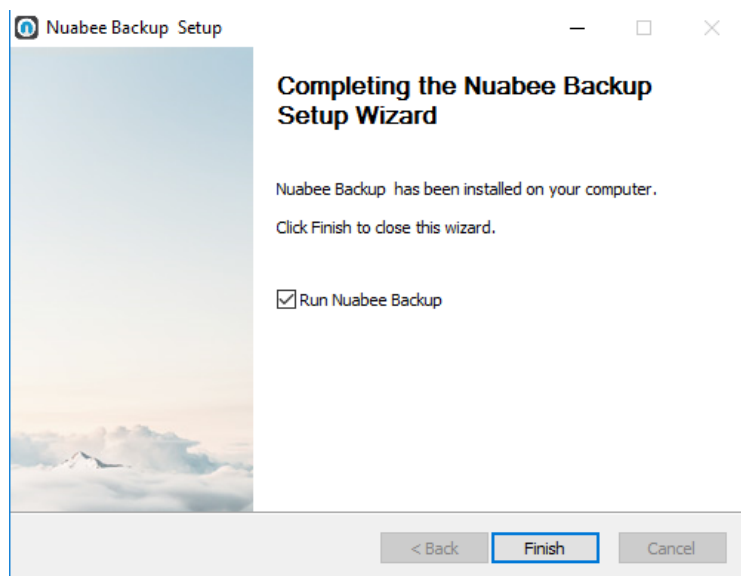 Nuabee Backup  Setup
Completing the Nuabee Backup
Setup Wizard
Nuabee Backup  has been installed on your computer.
Click Finish to close this wizard.
Run Nuabee Backup
< Back
Finish
Cancel